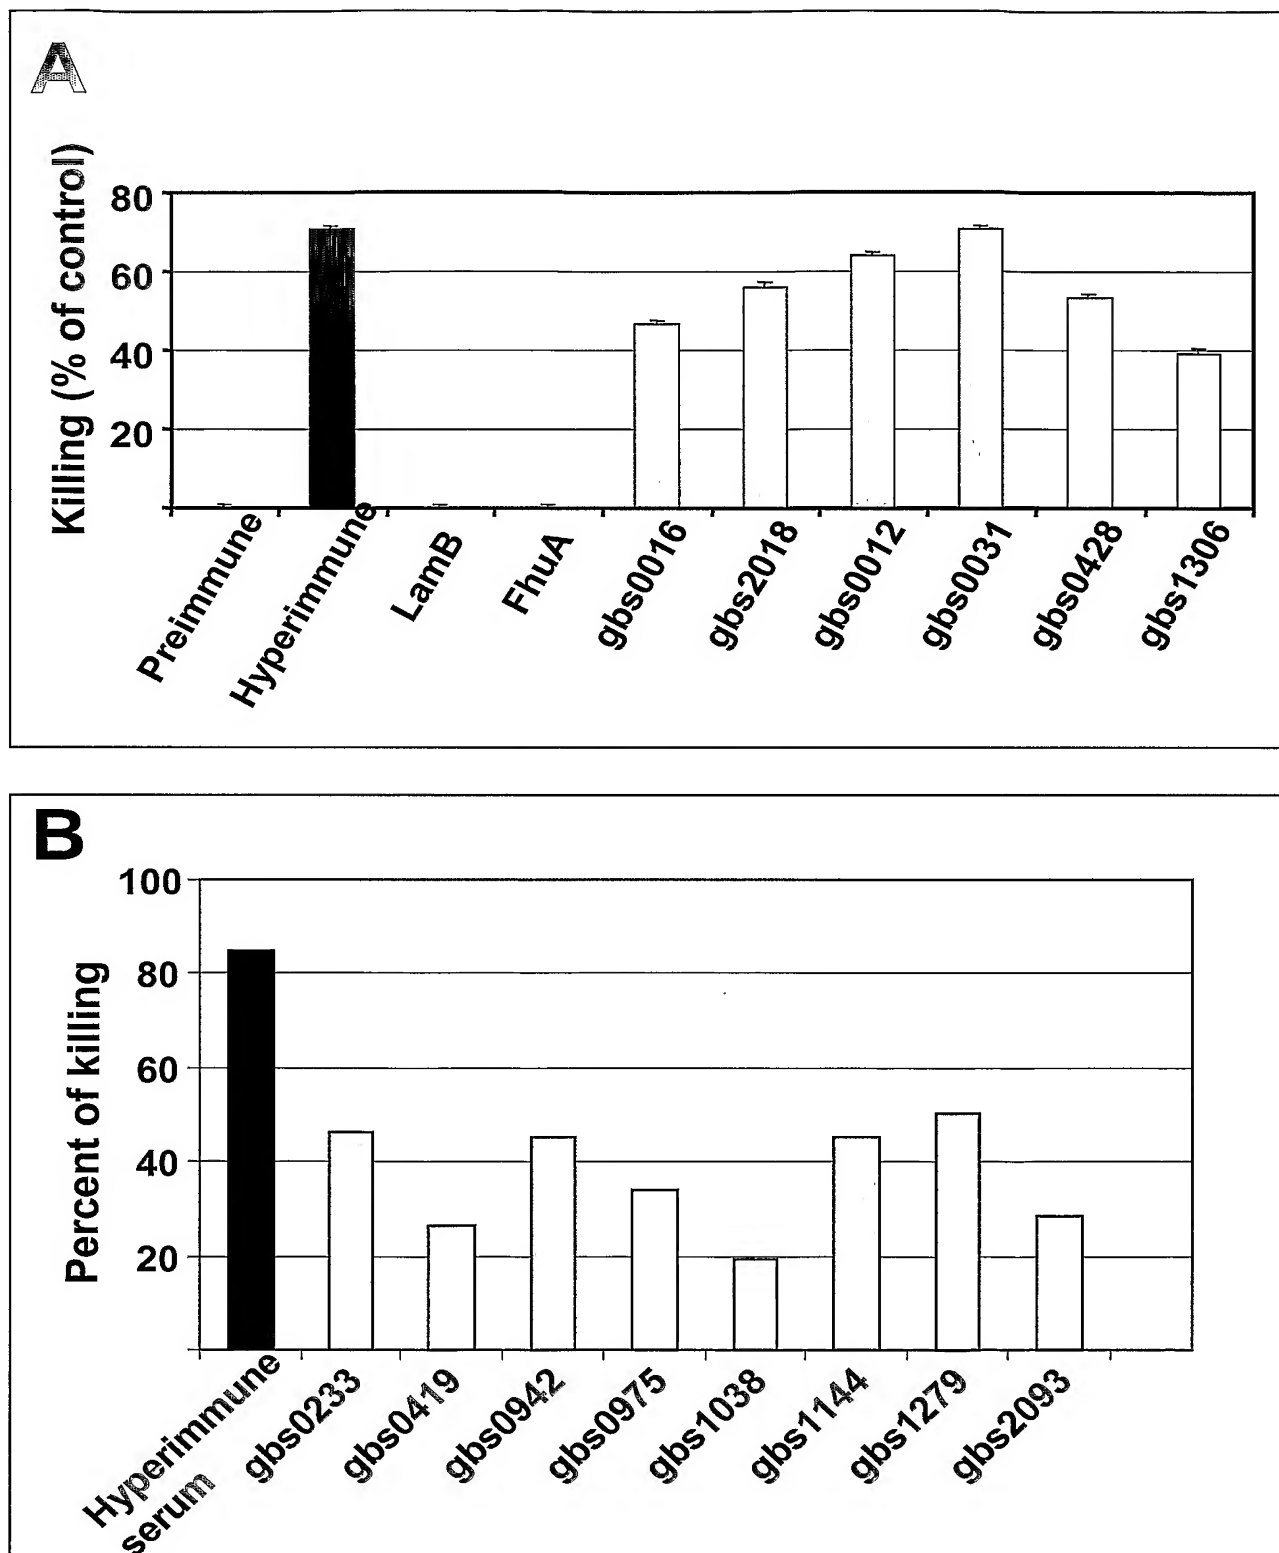 A
Killing (% of control)
80
60
40
20
Preimmune
Hyperimmune
LamB
FhuA
gbs0016
gbs2018
gbs0012
gbs0031
gbs0428
gbs1306
B
Percent of killing
100
80
60
40
20
Hyperimmune
serum
gbs0233
gbs0419
gbs0942
gbs0975
gbs1038
gbs1144
gbs1279
gbs2093